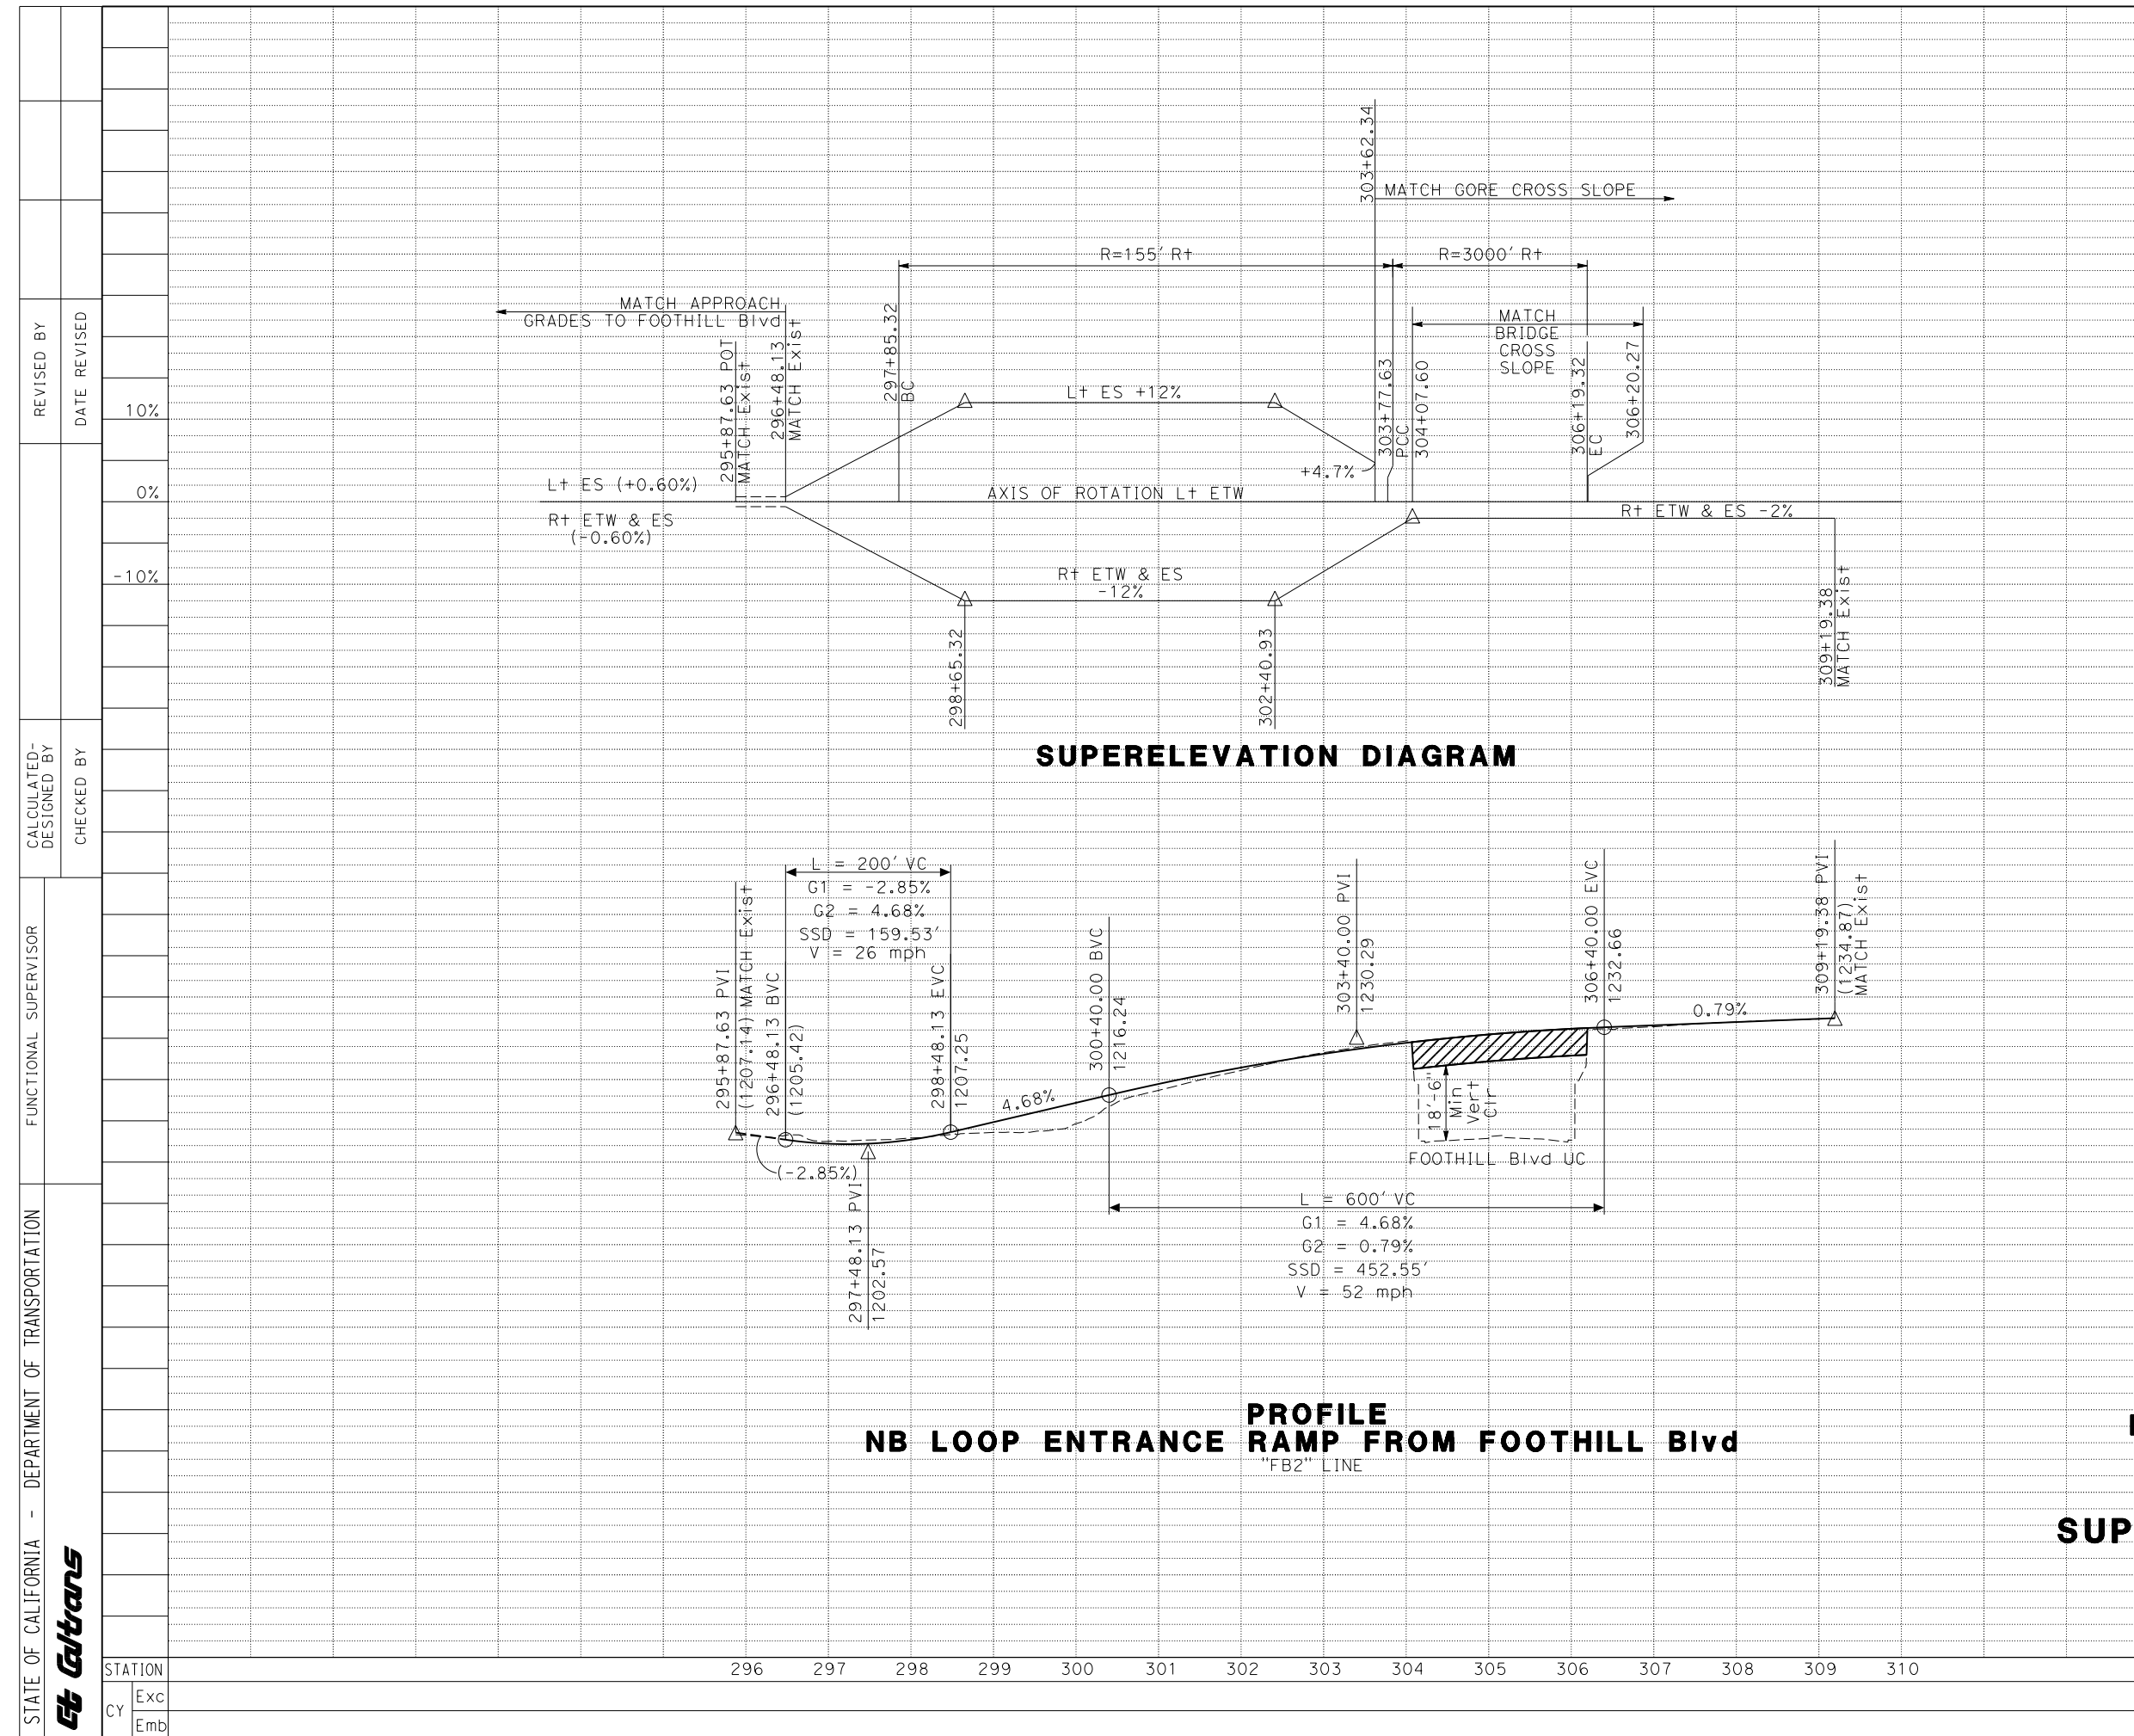 303+62.34
MATCH GORE CROSS SLOPE
R=155' Rt
R=3000' Rt
MATCH APPROACH
GRADES TO FOOTHILL Blvd
295+87.63 POT
MATCH Exist
296+48.13
MATCH Exist
297+85.32
BC
Lt ES +12%
+4.7%
303+77.63
PCC
304+07.60
MATCH
BRIDGE
CROSS
SLOPE
306+19.32
EC
306+20.27
10%
0%
-10%
Lt ES (+0.60%)
AXIS OF ROTATION Lt ETW
Rt ETW & ES
(-0.60%)
Rt ETW & ES -2%
Rt ETW & ES
-12%
298+65.32
302+40.93
309+19.38
MATCH Exist
SUPERELEVATION DIAGRAM
L = 200' VC
G1 = -2.85%
G2 = 4.68%
SSD = 159.53'
V = 26 mph
295+87.63 PVI
(1207.14) MATCH Exist
296+48.13 BVC
(1205.42)
298+48.13 EVC
1207.25
300+40.00 BVC
1216.24
303+40.00 PVI
1230.29
306+40.00 EVC
1232.66
309+19.38 PVI
(1234.87)
MATCH Exist
4.68%
0.79%
(-2.85%)
297+48.13 PVI
1202.57
18'-6"
Min
Vert
Clr
FOOTHILL Blvd UC
L = 600' VC
G1 = 4.68%
G2 = 0.79%
SSD = 452.55'
V = 52 mph
PROFILE
NB LOOP ENTRANCE RAMP FROM FOOTHILL Blvd
"FB2" LINE
SUP
STATION
296 297 298 299 300 301 302 303 304 305 306 307 308 309 310
CY
Exc
Emb
REVISED BY
DATE REVISED
CALCULATED-
DESIGNED BY
CHECKED BY
FUNCTIONAL SUPERVISOR
STATE OF CALIFORNIA - DEPARTMENT OF TRANSPORTATION
Caltrans